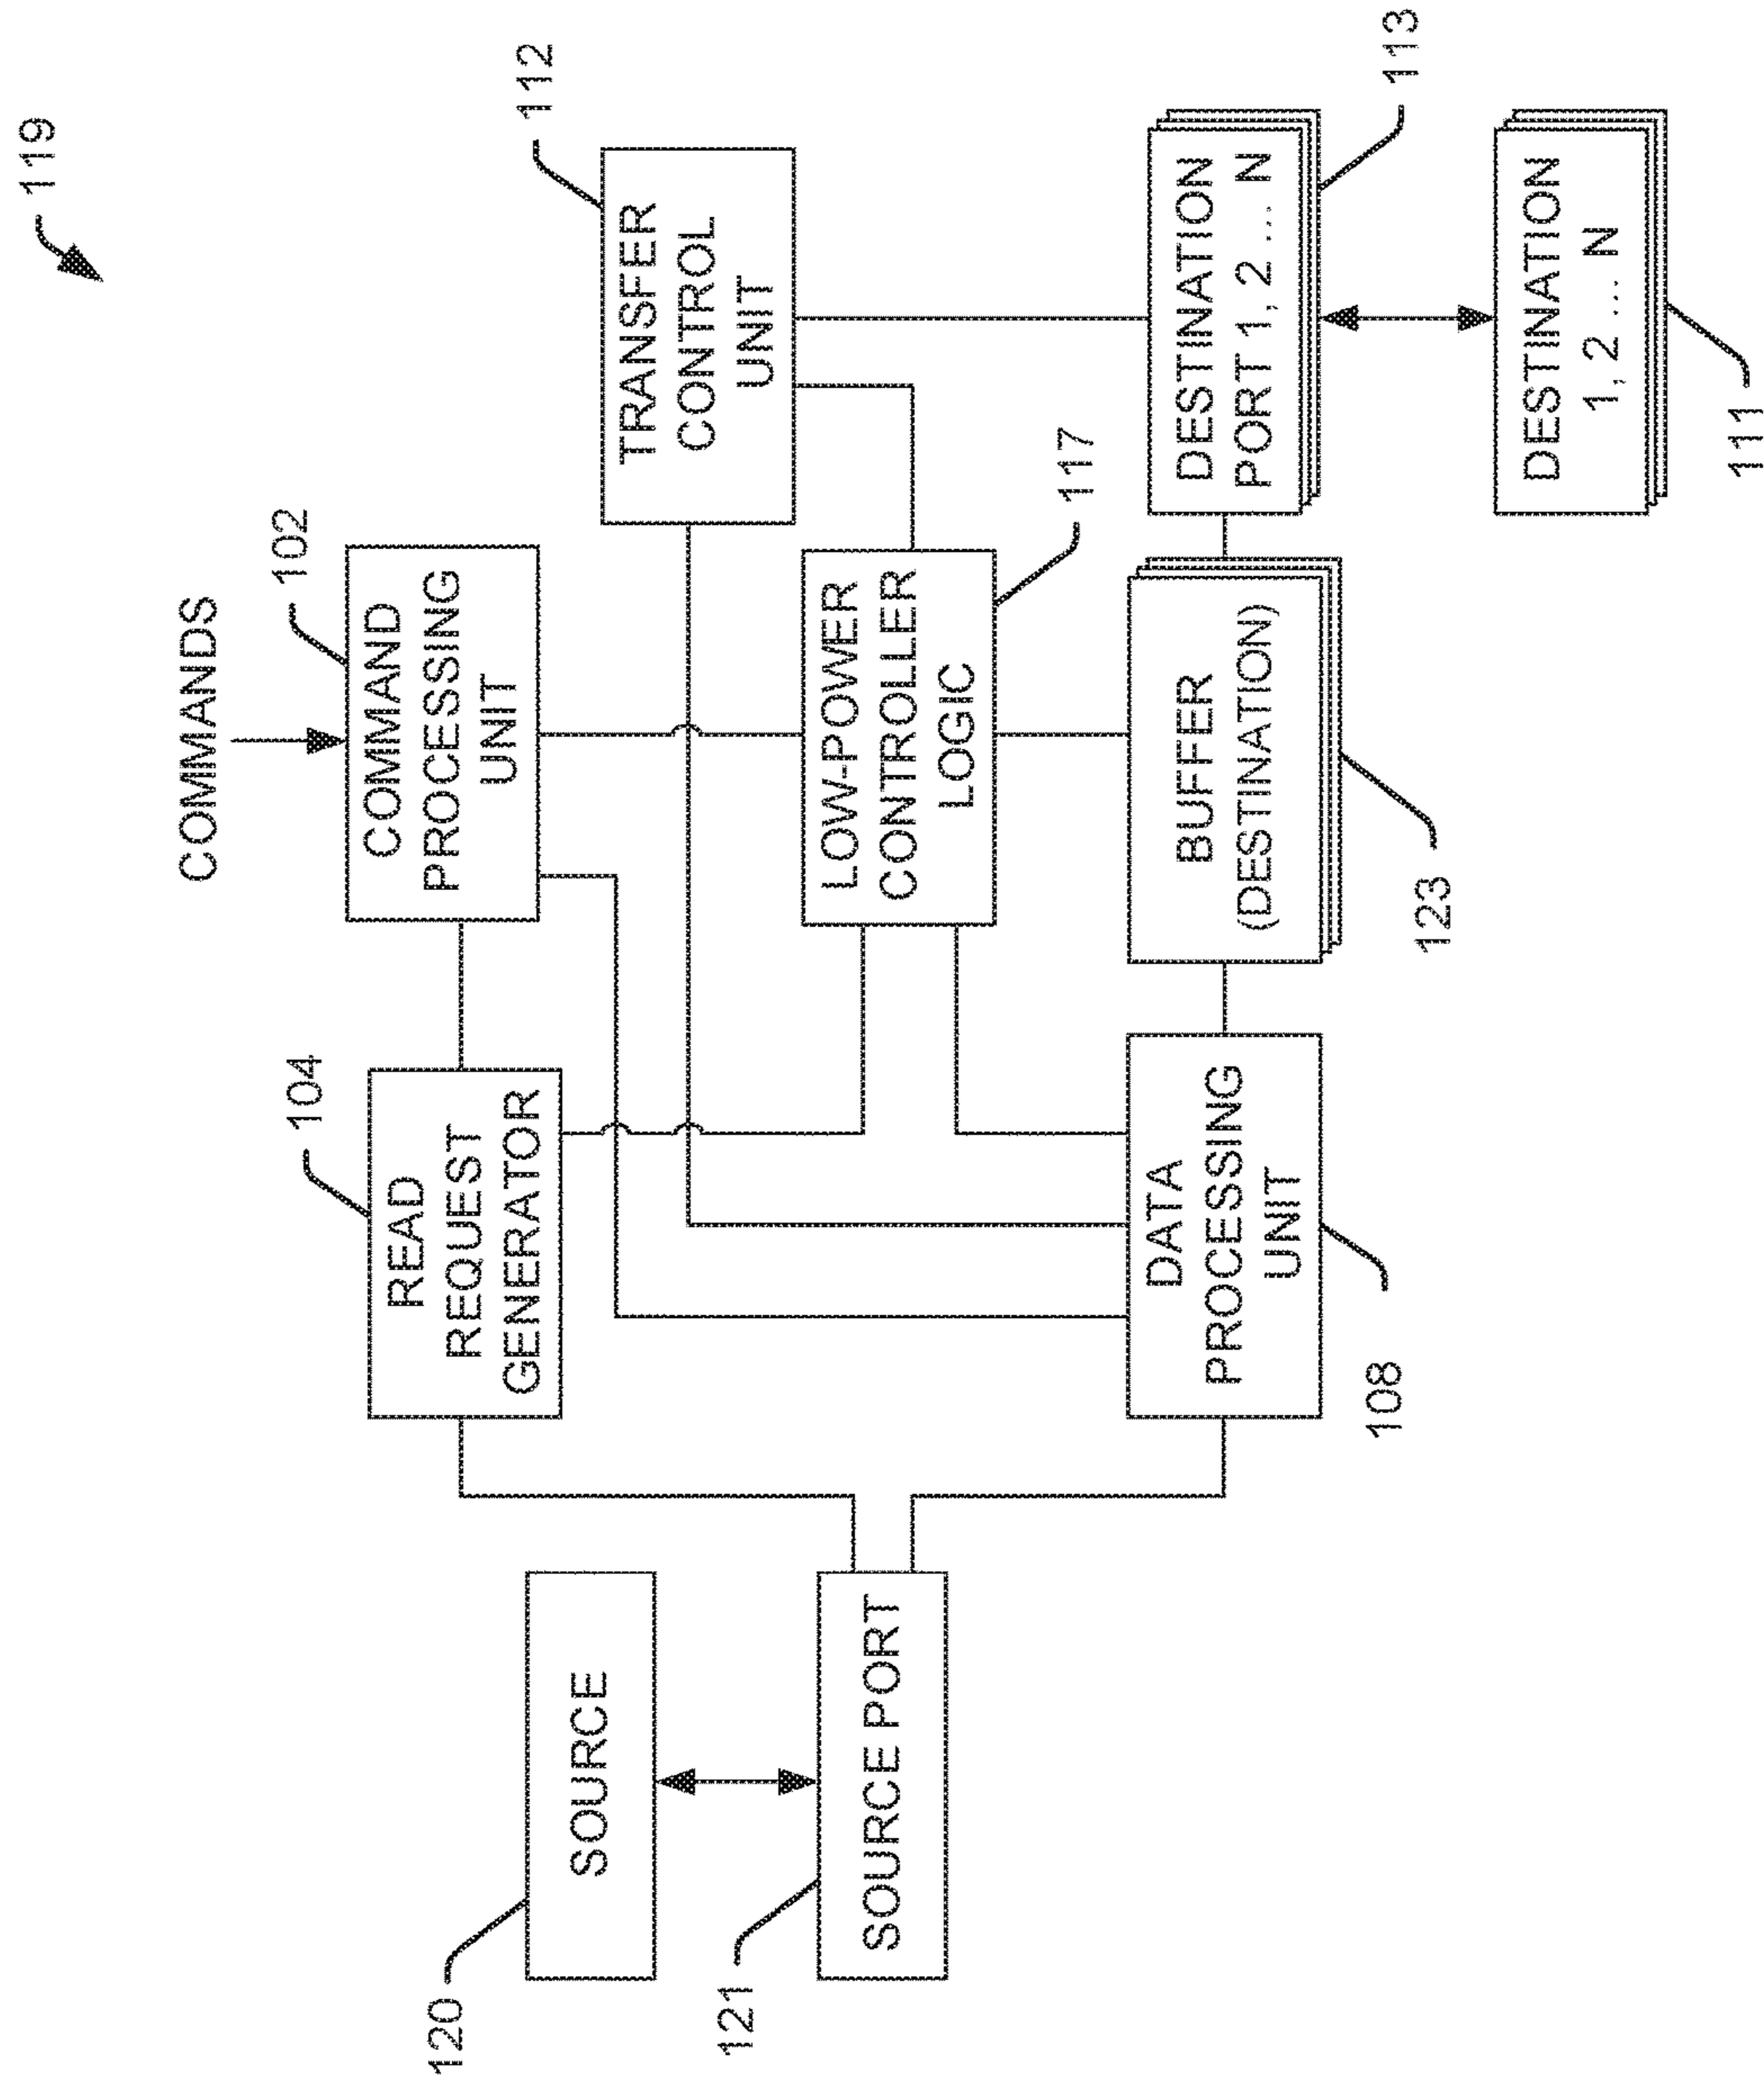 119
COMMANDS
102
COMMAND
PROCESSING
UNIT
104
READ
REQUEST
GENERATOR
112
TRANSFER
CONTROL
UNIT
120
SOURCE
121
SOURCE PORT
LOW-POWER
CONTROLLER
LOGIC
117
DATA
PROCESSING
UNIT
108
BUFFER
(DESTINATION)
123
DESTINATION
PORT 1, 2 ... N
113
DESTINATION
1, 2 ... N
111